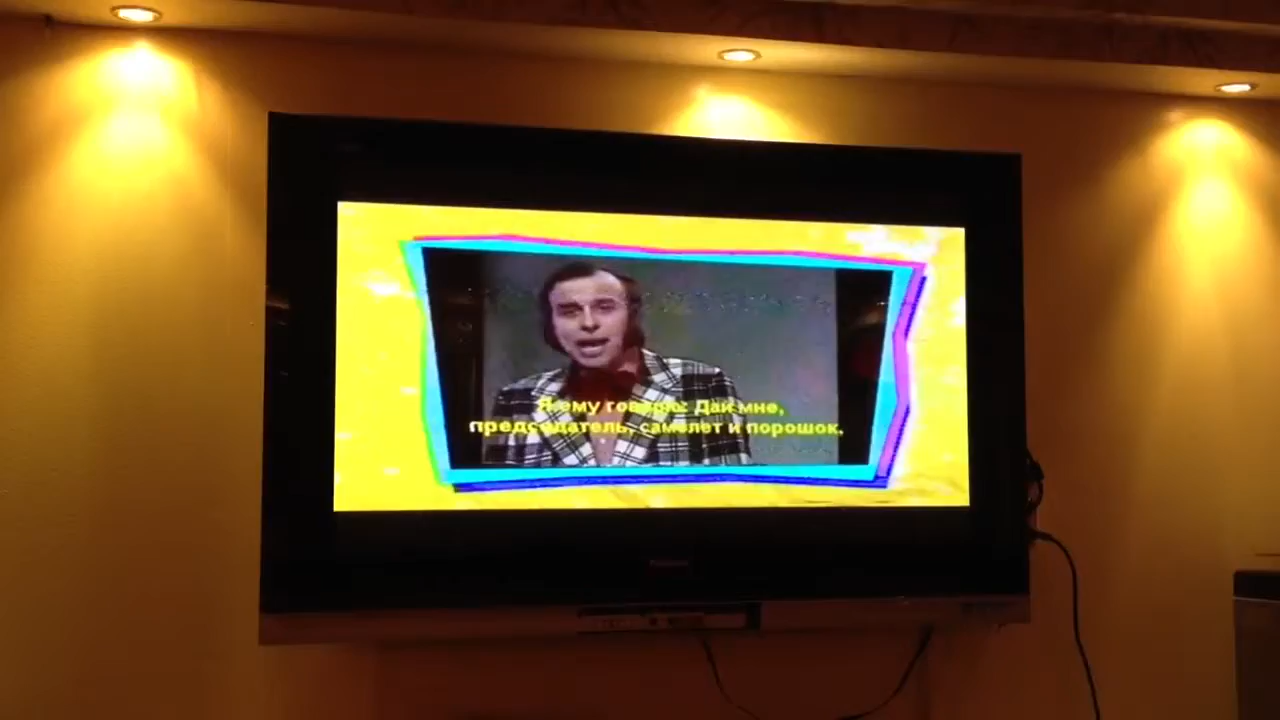 Я ему говорю: Дай мне,
председатель, самолет и порошок.